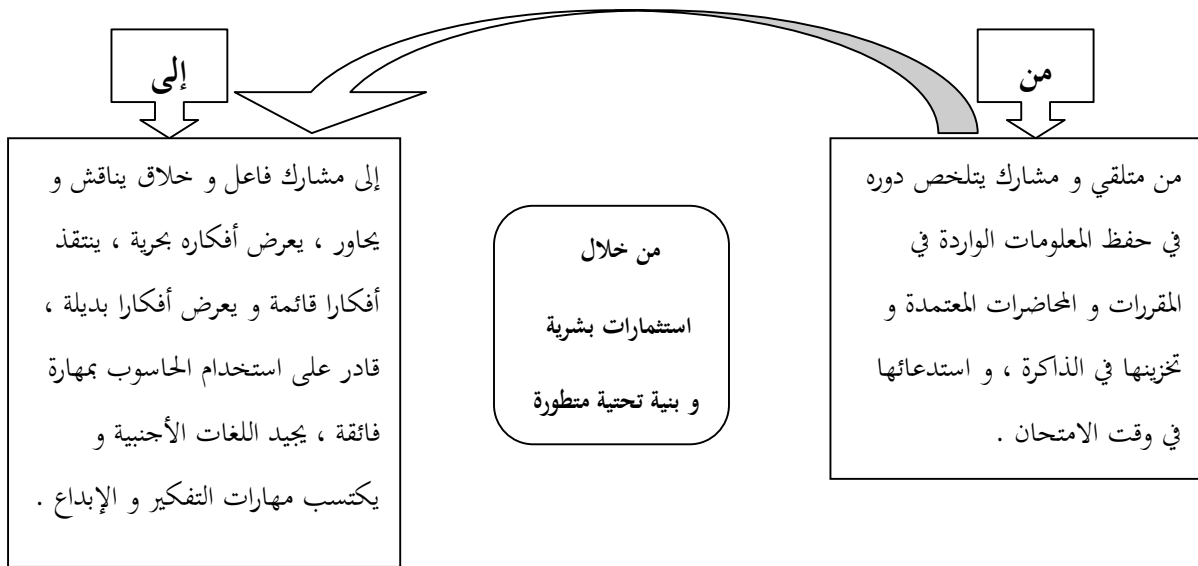 من
من متلقي و مشارك يتلخص دوره
في حفظ المعلومات الواردة في
المقررات و المحاضرات المعتمدة و
تخزينها في الذاكرة ، و استدعائها
في وقت الامتحان .
من خلال
استثمارات بشرية
و بنية تحتية متطورة
إلى
إلى مشارك فاعل و خلاق يناقش و
يحاور ، يعرض أفكاره بحرية ، ينتقذ
أفكارا قائمة و يعرض أفكارا بديلة ،
قادر على استخدام الحاسوب بمهارة
فائقة ، يجيد اللغات الأجنبية و
يكتسب مهارات التفكير و الإبداع .